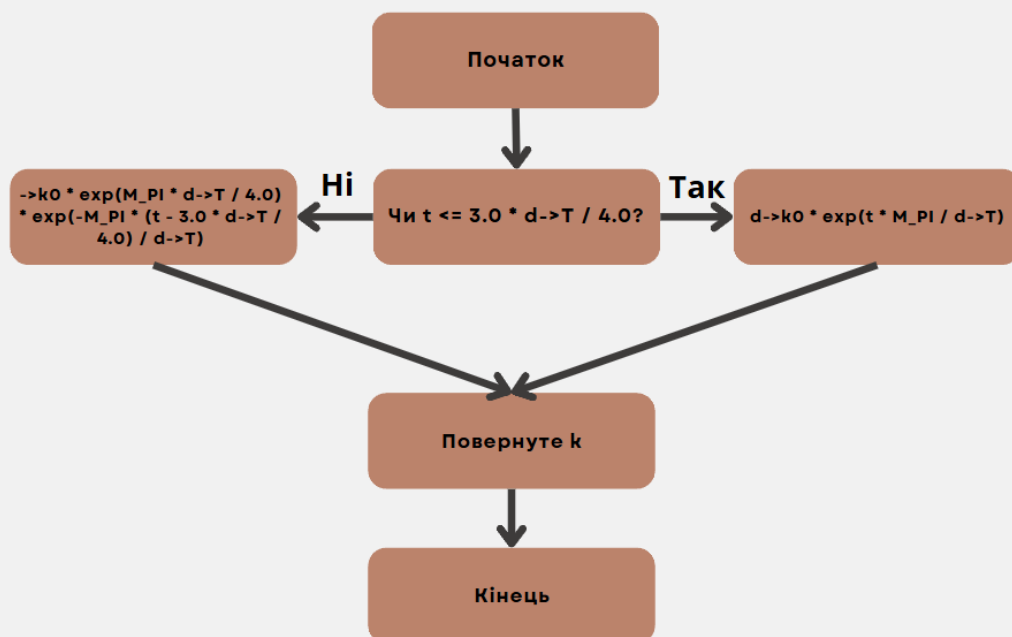 Початок
Ні
Так
->k0 * exp(M_PI * d->T / 4.0)
* exp(-M_PI * (t - 3.0 * d->T /
4.0) / d->T)
Чи t <= 3.0 * d->T / 4.0?
d->k0 * exp(t * M_PI / d->T)
Повернуте k
Кінець